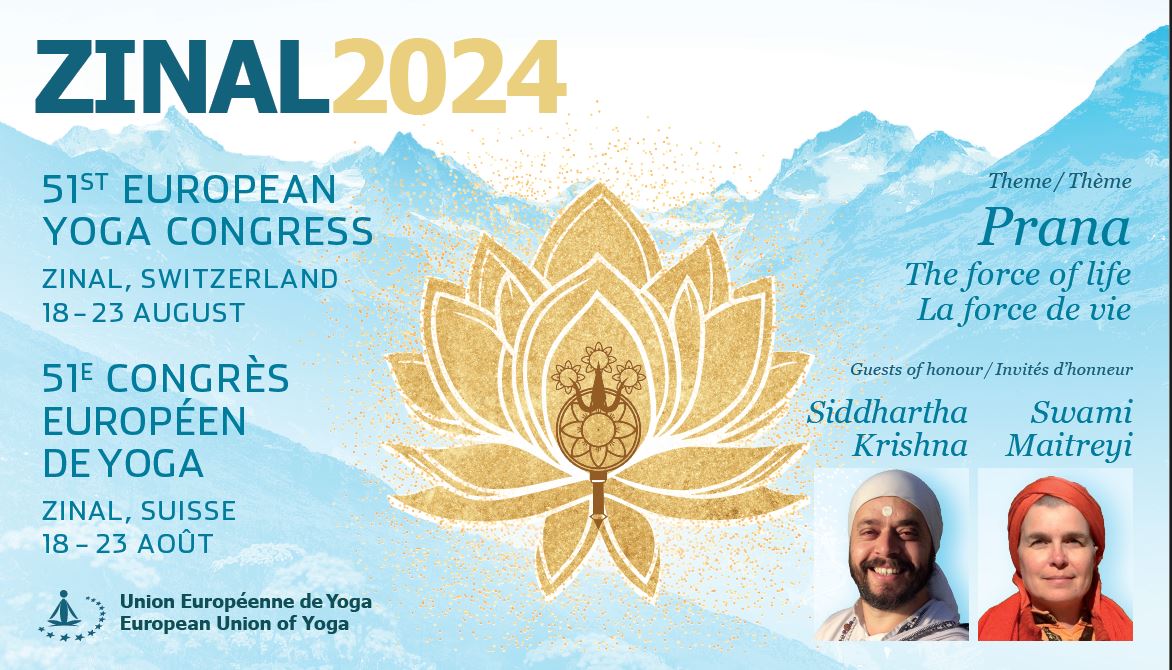 ZINAL2024
51ST EUROPEAN
YOGA CONGRESS
ZINAL, SWITZERLAND
18–23 AUGUST
51E CONGRÈS
EUROPÉEN
DE YOGA
ZINAL, SUISSE
18 – 23 AOÛT
Union Européenne de Yoga
European Union of Yoga
Theme / Thème
Prana
The force of life
La force de vie
Guests of honour / Invités d’honneur
Siddhartha
Krishna
Swami
Maitreyi